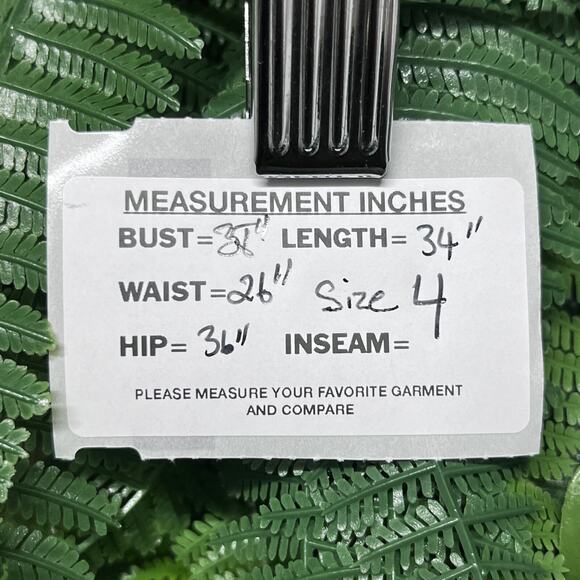 MEASUREMENT INCHES
BUST= LENGTH= 34"
WAIST=26" Size 4
HIP= 36" INSEAM=
PLEASE MEASURE YOUR FAVORITE GARMENT
AND COMPARE